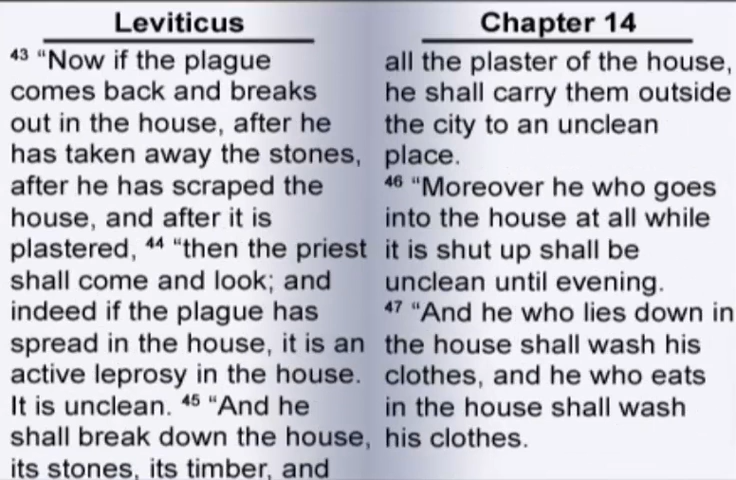 Leviticus
⁴³ “Now if the plague
comes back and breaks
out in the house, after he
has taken away the stones,
after he has scraped the
house, and after it is
plastered, ⁴⁴ “then the priest
shall come and look; and
indeed if the plague has
spread in the house, it is an
active leprosy in the house.
It is unclean. ⁴⁵ “And he
shall break down the house,
its stones, its timber, and
Chapter 14
all the plaster of the house,
he shall carry them outside
the city to an unclean
place.
⁴⁶ “Moreover he who goes
into the house at all while
it is shut up shall be
unclean until evening.
⁴⁷ “And he who lies down in
the house shall wash his
clothes, and he who eats
in the house shall wash
his clothes.